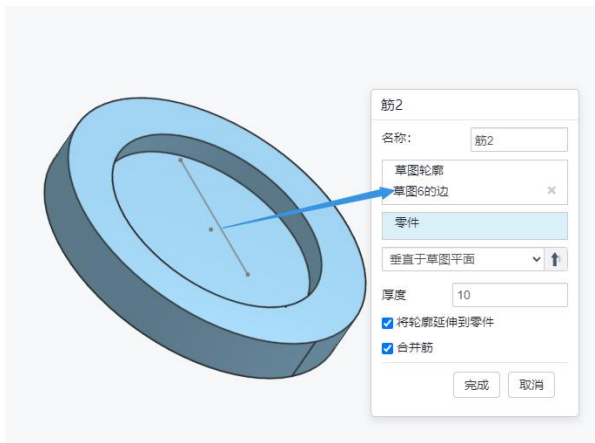 筋2
名称： 筋2
草图轮廓
草图6的边
零件
垂直于草图平面
厚度 10
将轮廓延伸到零件
合并筋
完成 取消